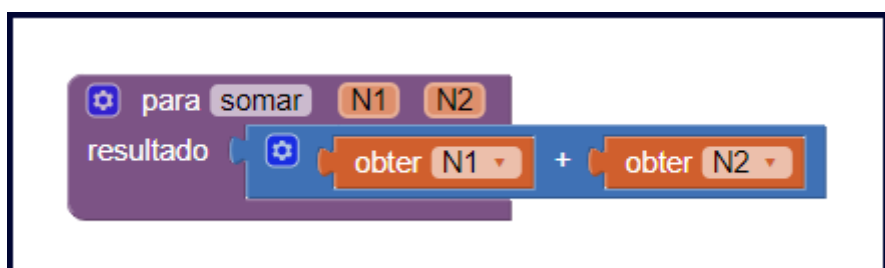 para somar N1 N2
resultado obter N1 + obter N2